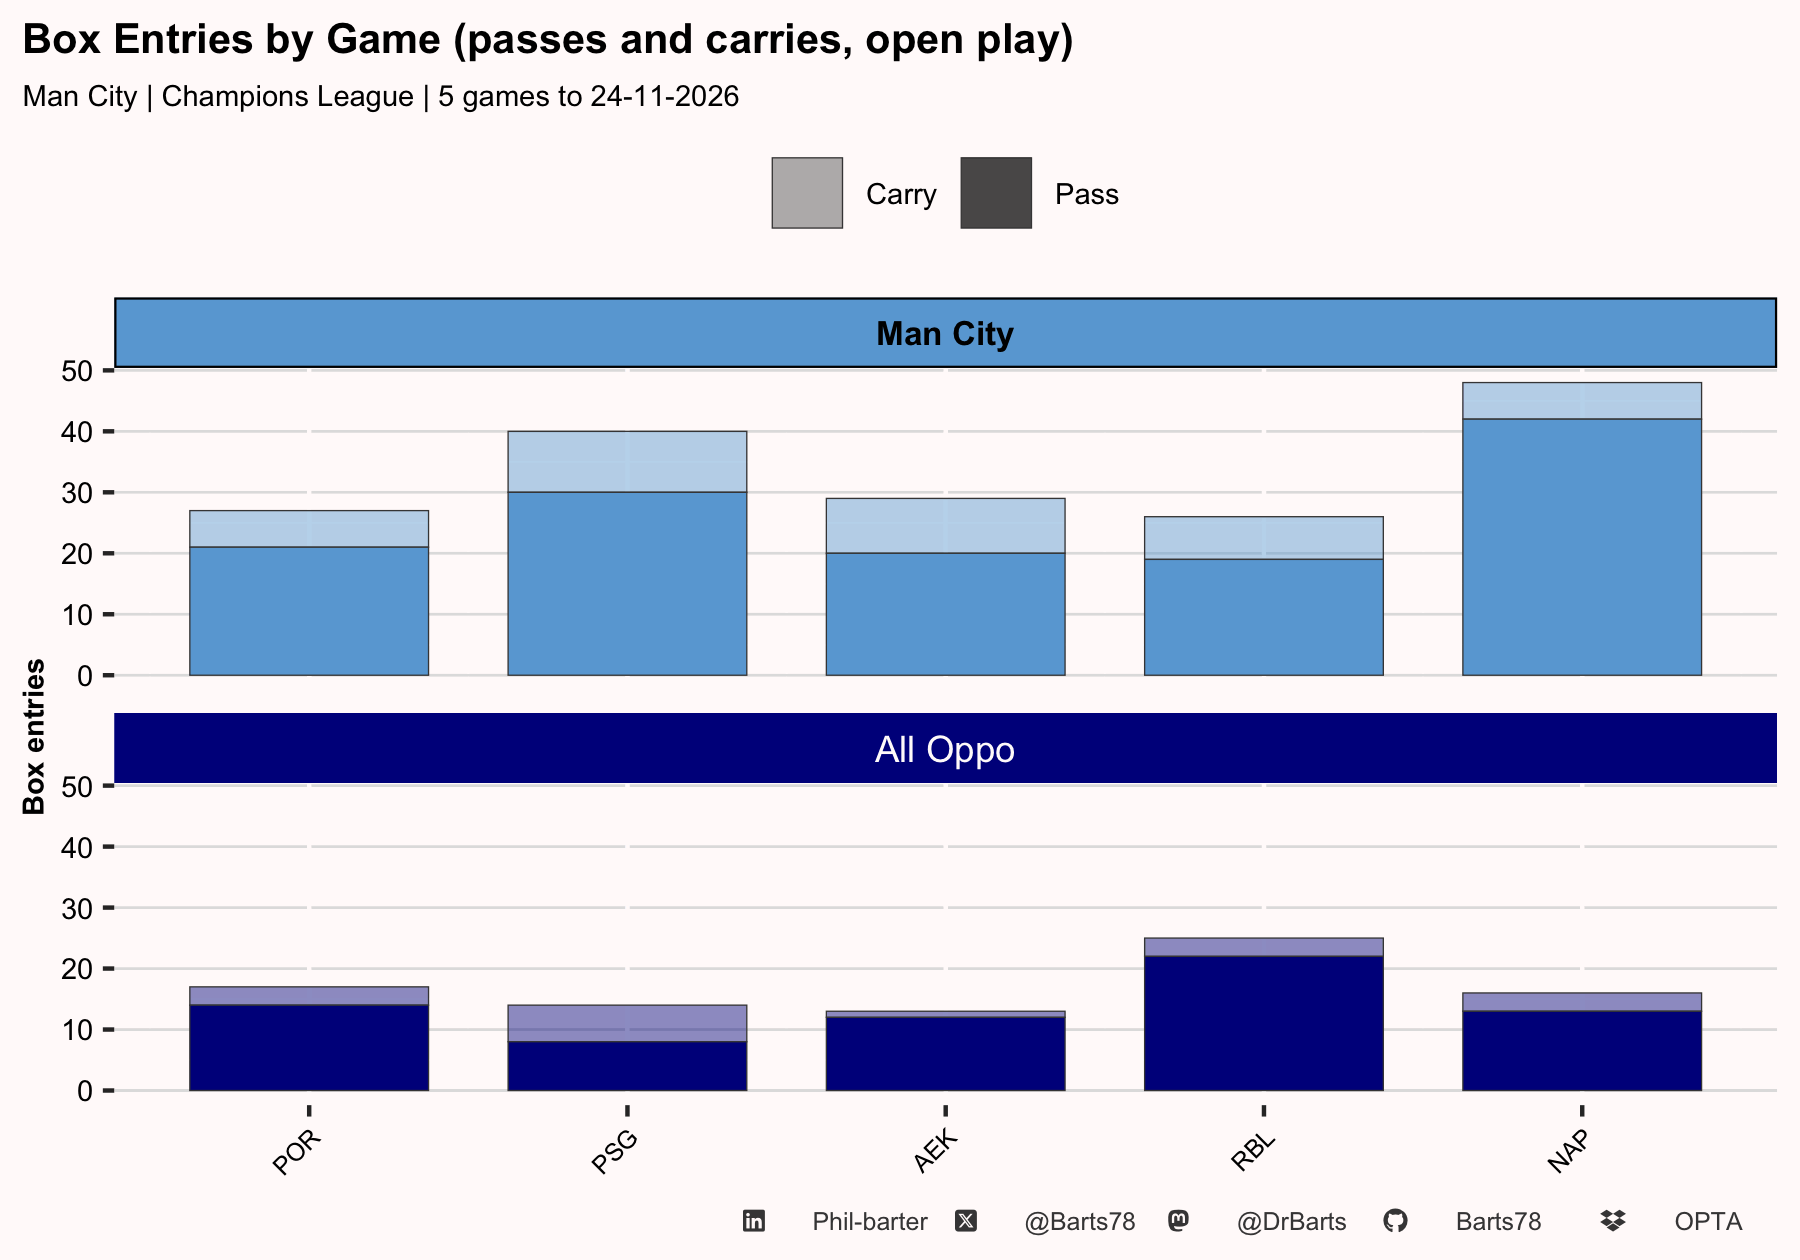 Box Entries by Game (passes and carries, open play)
Man City | Champions League | 5 games to 24-11-2026
Carry Pass
Man City
50
40
30
20
10
0
Box entries
All Oppo
50
40
30
20
10
0
POR PSG AEK RBL NAP
Phil-barter @Barts78 @DrBarts Barts78 OPTA